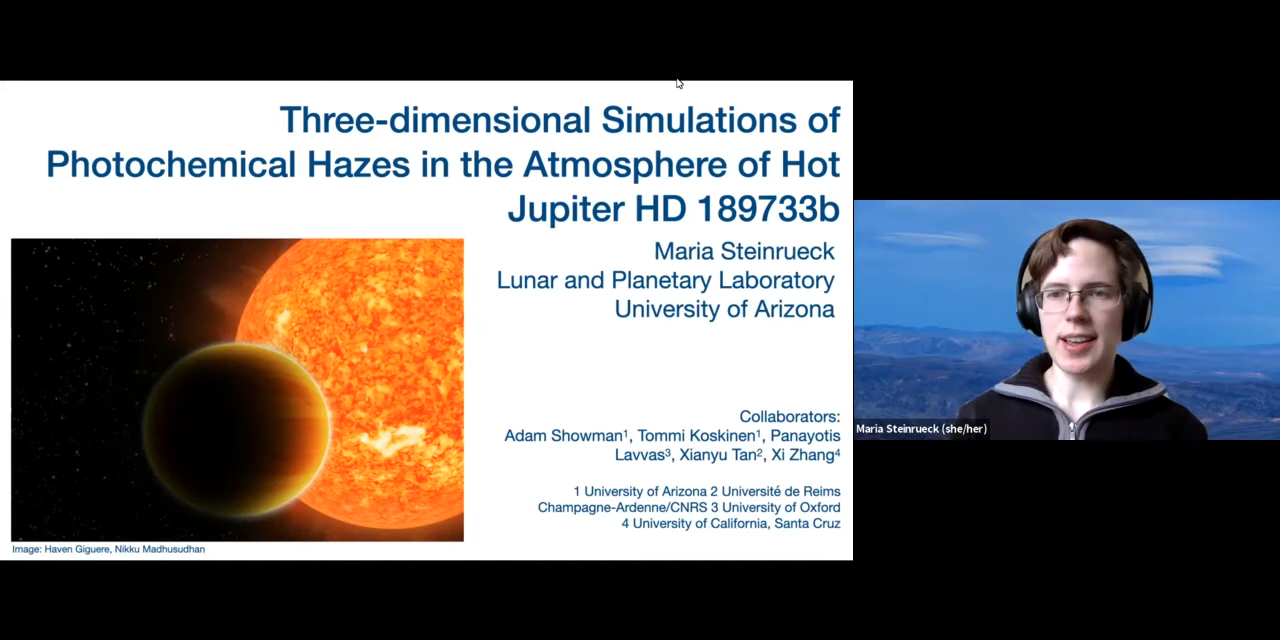 Three-dimensional Simulations of
Photochemical Hazes in the Atmosphere of Hot
Jupiter HD 189733b
Maria Steinrueck
Lunar and Planetary Laboratory
University of Arizona
Collaborators:
Adam Showman¹, Tommi Koskinen¹, Panayotis
Lavvas³, Xianyu Tan², Xi Zhang⁴
1 University of Arizona 2 Université de Reims
Champagne-Ardenne/CNRS 3 University of Oxford
4 University of California, Santa Cruz
Image: Haven Giguere, Nikku Madhusudhan
Maria Steinrueck (she/her)